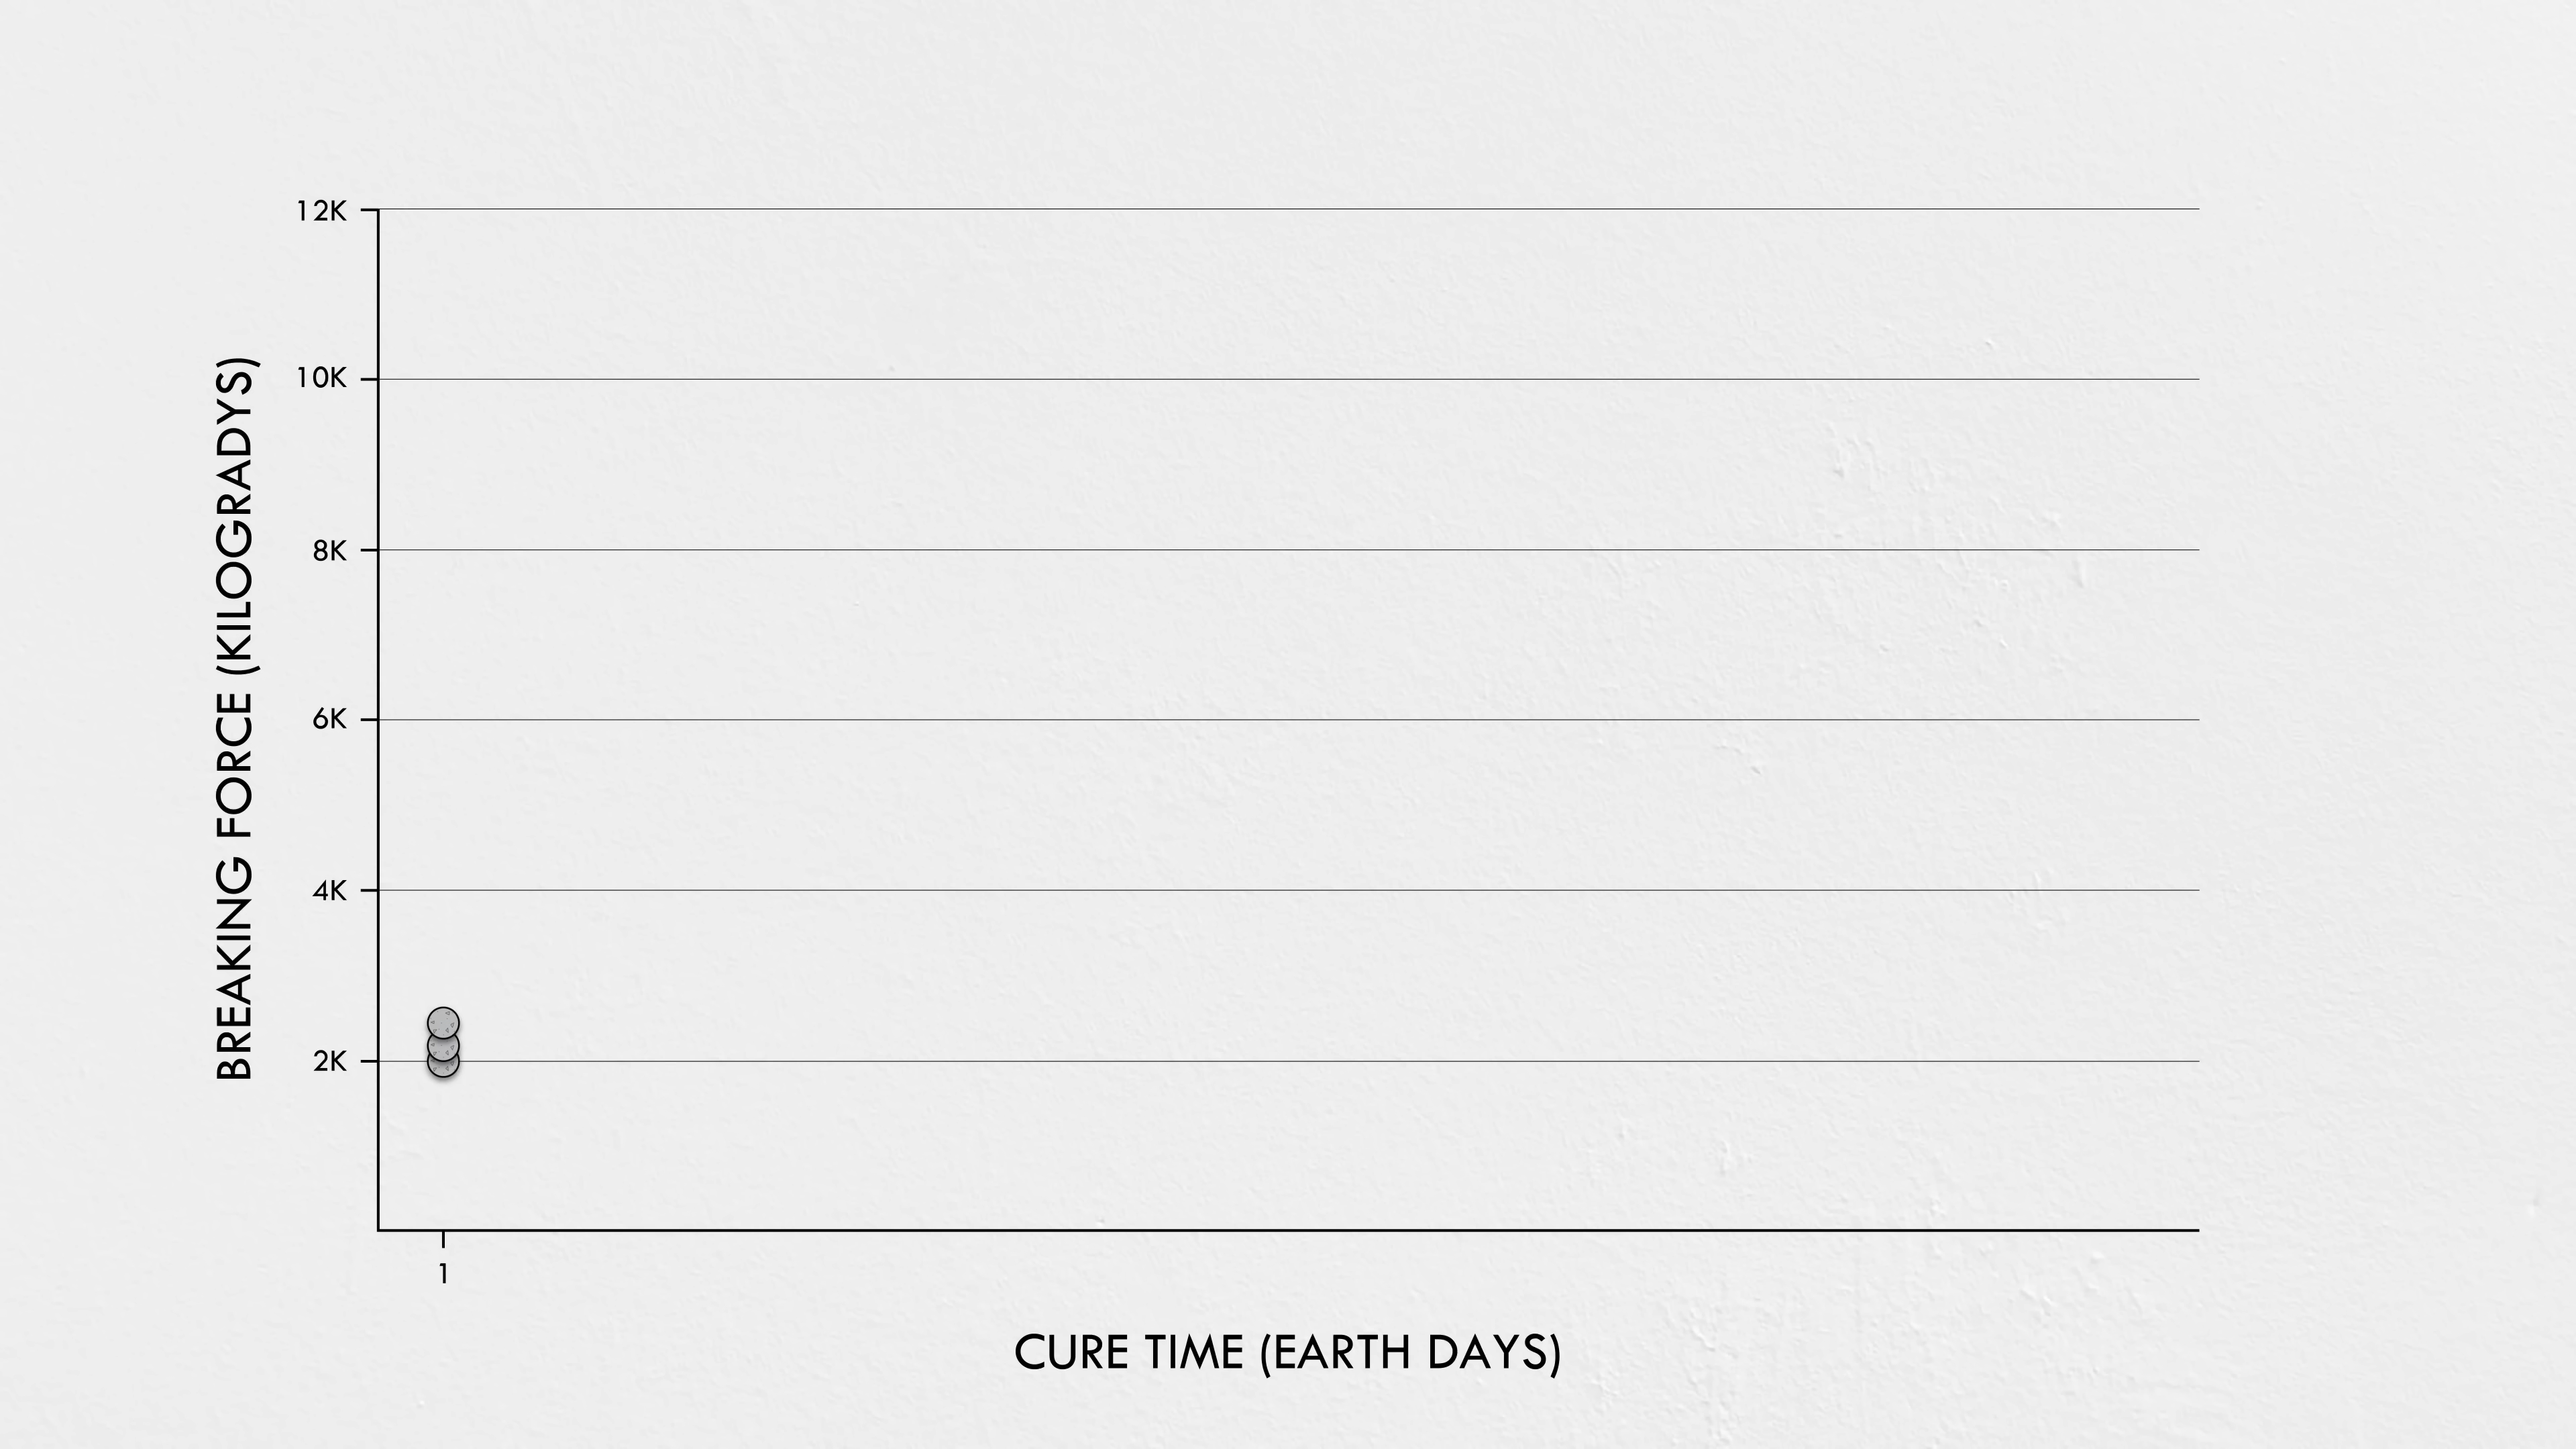 12K
10K
8K
6K
4K
2K
BREAKING FORCE (KILOGRADYS)
1
CURE TIME (EARTH DAYS)